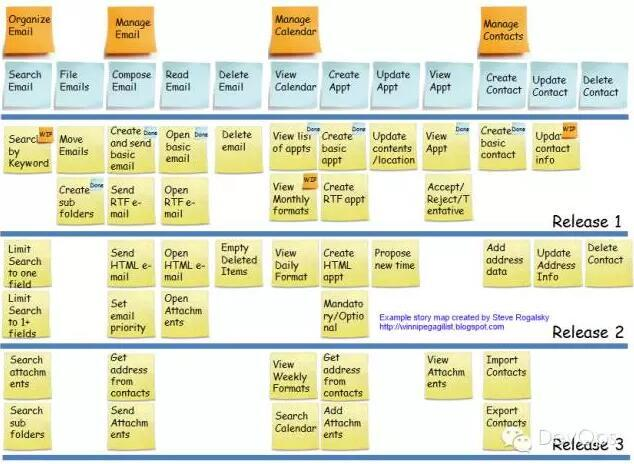 Organize
Email
Manage
Email
Manage
Calendar
Manage
Contacts
Search
Email
File
Emails
Compose
Email
Read
Email
Delete
Email
View
Calendar
Create
Appt
Update
Appt
View
Appt
Create
Contact
Update
Contact
Delete
Contact
Search
by
Keyword
WIP
Move
Emails
Create
and send
basic
email
Done
Open
basic
email
Done
Delete
email
View list
of appts
Done
Create
basic
appt
Done
Update
contents
/location
View
Appt
Done
Create
basic
contact
Done
Update
contact
info
WIP
Create
sub
folders
Done
Send
RTF e-
mail
Open
RTF e-
mail
View
Monthly
formats
WIP
Create
RTF appt
Accept/
Reject/T
entative
Release 1
Limit
Search
to one
field
Send
HTML e-
mail
Open
HTML e-
mail
Empty
Deleted
Items
View
Daily
Format
Create
HTML
appt
Propose
new time
Add
address
data
Update
Address
Info
Delete
Contact
Limit
Search
to 1+
fields
Set
email
priority
Open
Attachm
ents
Mandat
ory/Optio
nal
Example story map created by Steve Rogalsky
http://winnipegagilist.blogspot.com
Release 2
Search
attachm
ents
Get
address
from
contacts
View
Weekly
Formats
Get
address
from
contacts
View
Attachm
ents
Import
Contacts
Search
sub
folders
Send
Attachm
ents
Search
Calendar
Add
Attachm
ents
Export
Contacts
DevOps
Release 3